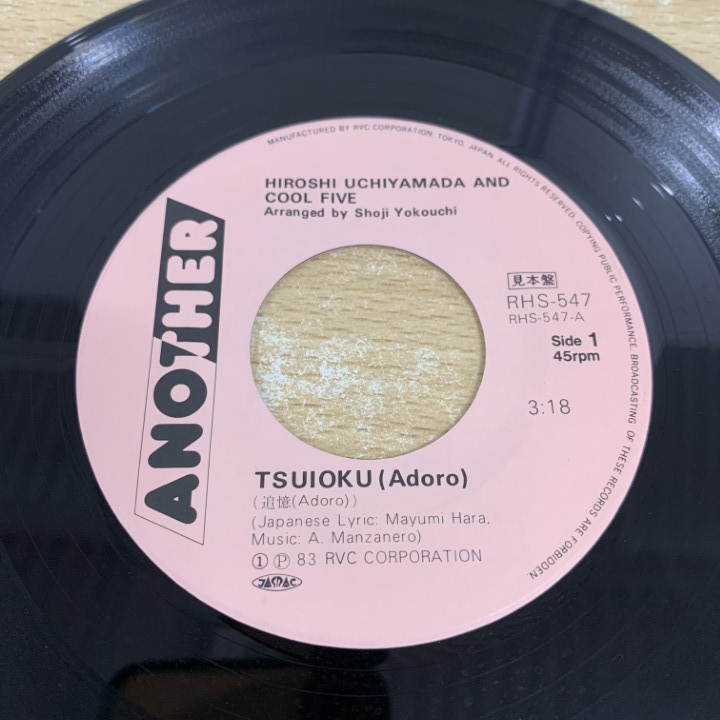 MANUFACTURED BY RVC CORPORATION, TOKYO, JAPAN. ALL RIGHTS RESERVED. COPYING PUBLIC PERFORMANCE. BROADCASTING OF THESE RECORDS ARE FORBIDDEN.
HIROSHI UCHIYAMADA AND
COOL FIVE
Arranged by Shoji Yokouchi
ANOTHER
見本盤
RHS-547
RHS-547-A
Side 1
45rpm
3:18
TSUIOKU (Adoro)
(追憶(Adoro))
(Japanese Lyric: Mayumi Hara,
Music: A. Manzanero)
① Ⓟ 83 RVC CORPORATION
JASRAC